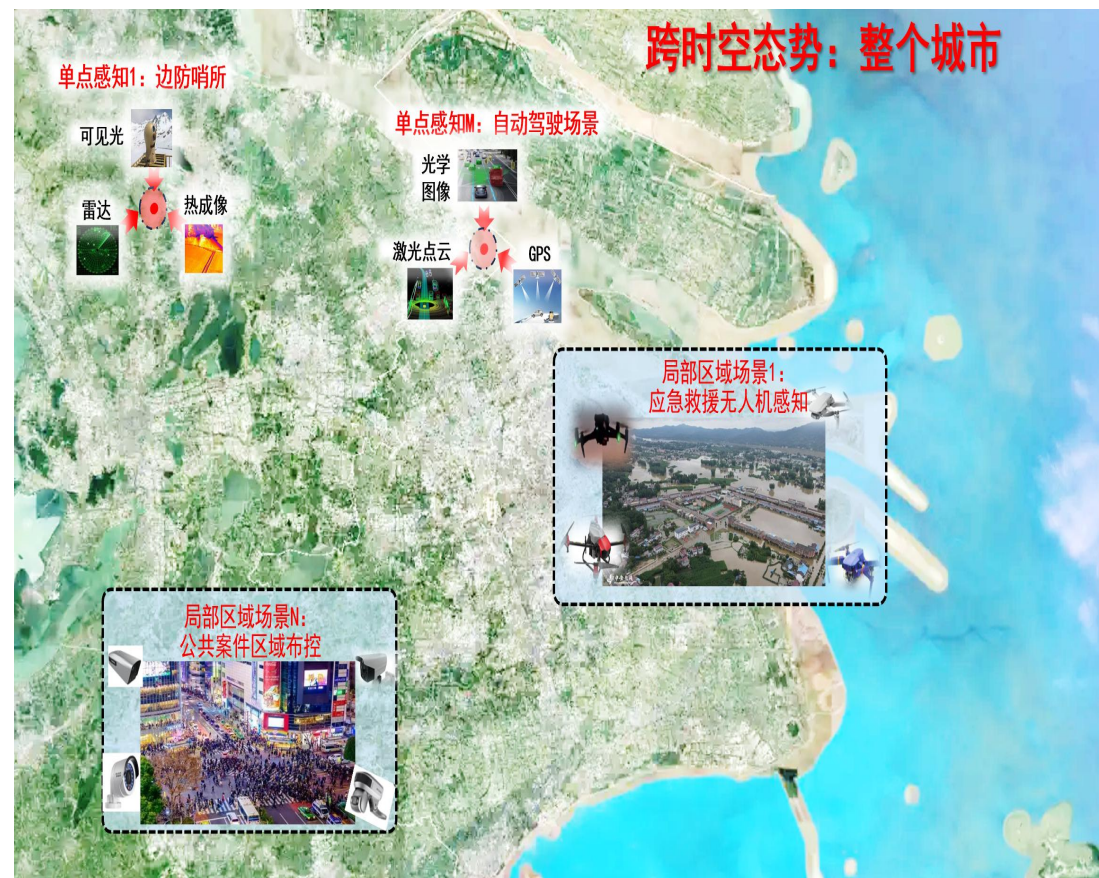 跨时空态势：整个城市
单点感知1：边防哨所
可见光
雷达
热成像
单点感知M：自动驾驶场景
光学
图像
激光点云
GPS
局部区域场景1：
应急救援无人机感知
局部区域场景N：
公共案件区域布控